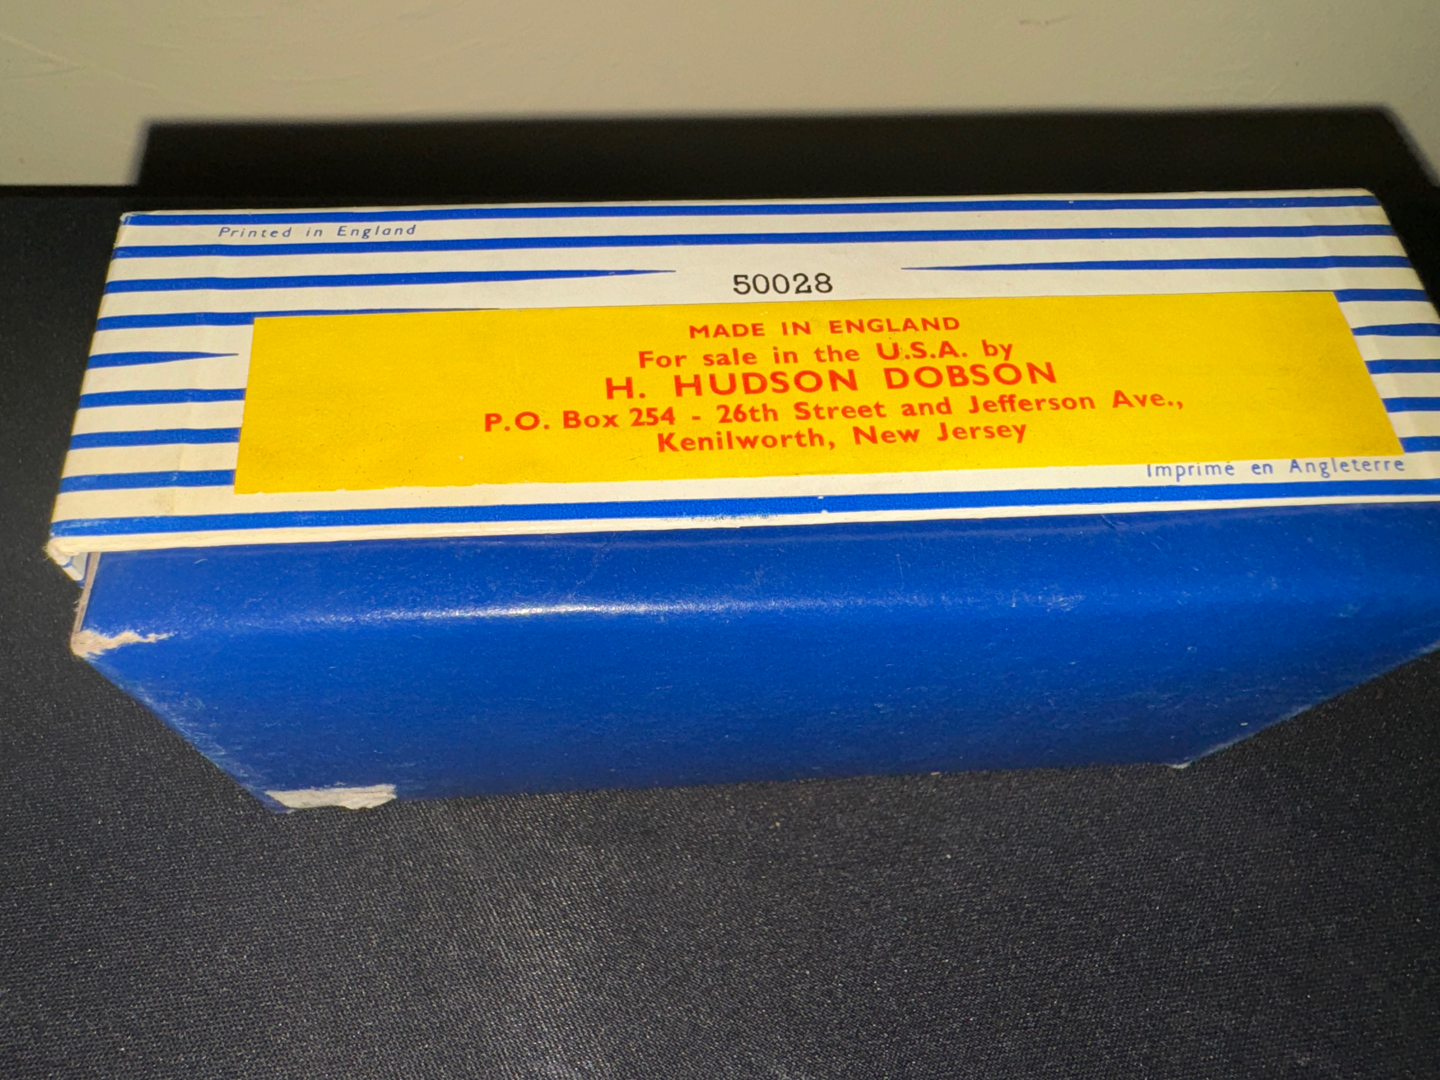 Printed in England
50028
MADE IN ENGLAND
For sale in the U.S.A. by
H. HUDSON DOBSON
P.O. Box 254 - 26th Street and Jefferson Ave.,
Kenilworth, New Jersey
Imprimé en Angleterre